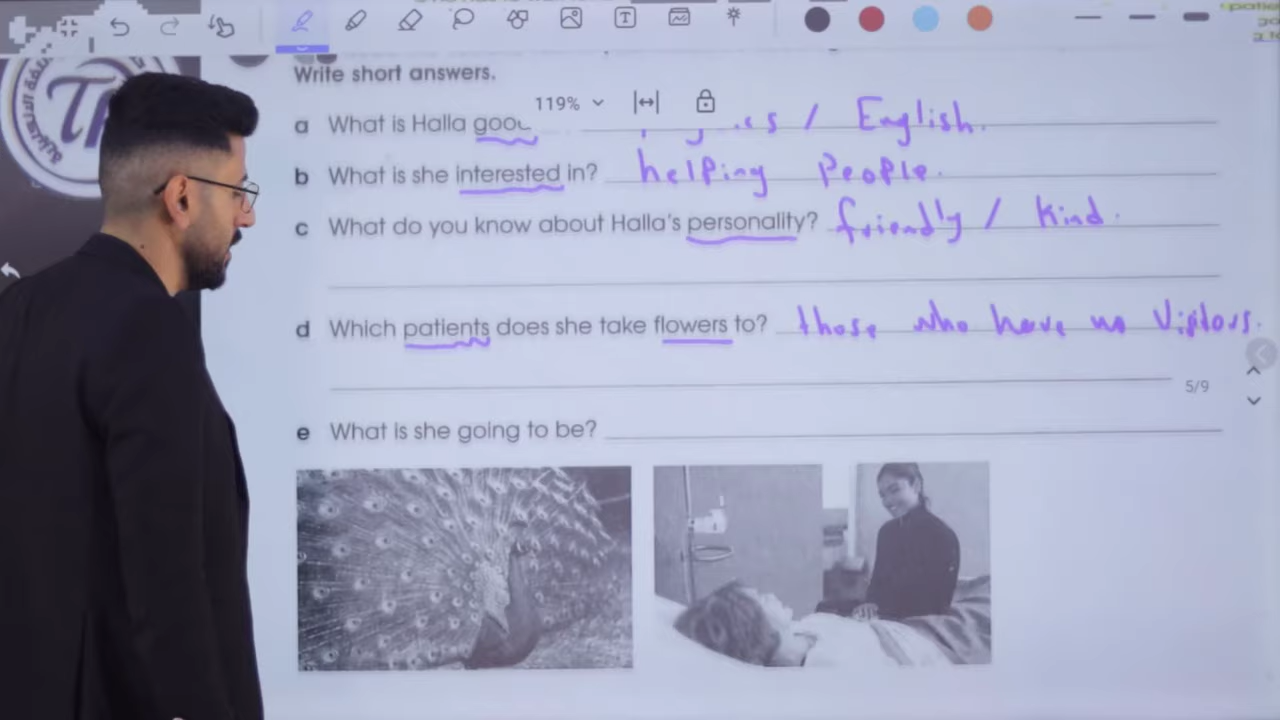 Write short answers.
119%
a What is Halla / English.
b What is she interested in? helping people.
c What do you know about Halla's personality? friendly / Kind.
d Which patients does she take flowers to? those who have no
5/9
e What is she going to be?